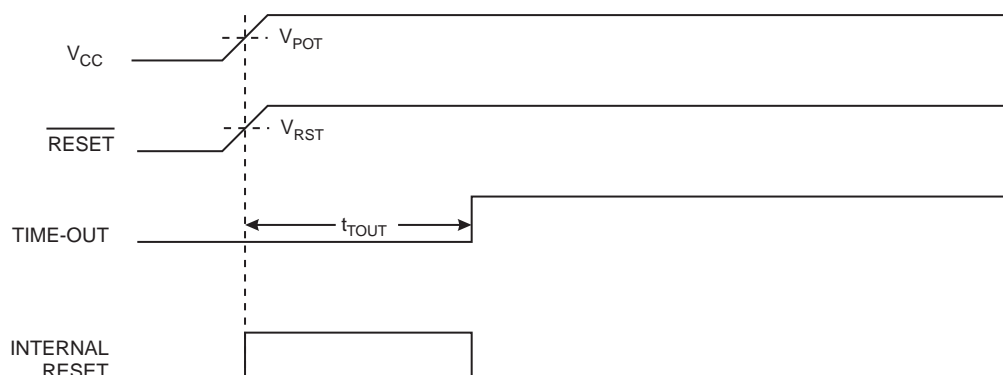 V_CC
V_POT
RESET
V_RST
TIME-OUT
t_TOUT
INTERNAL
RESET